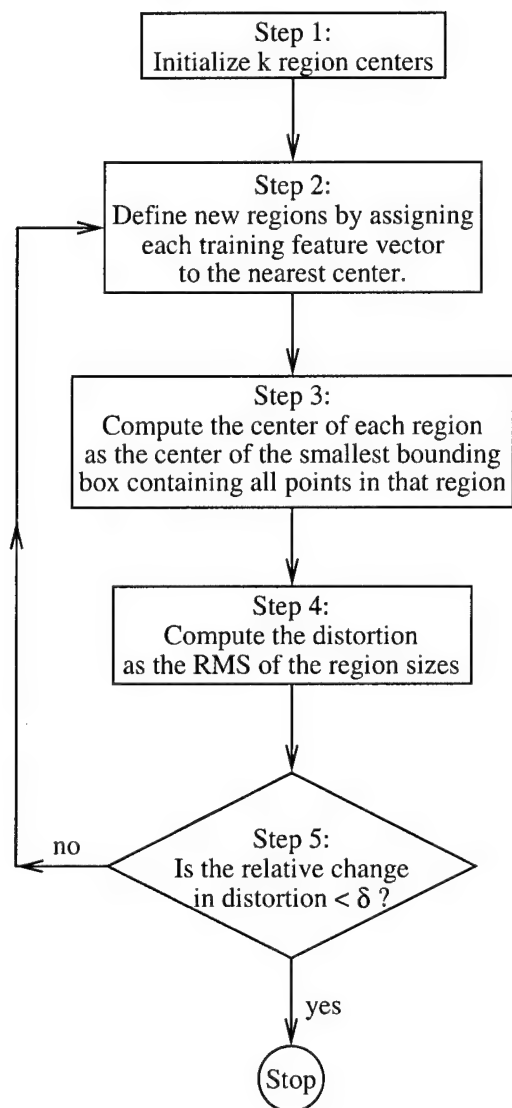 Step 1:
Initialize k region centers
Step 2:
Define new regions by assigning
each training feature vector
to the nearest center.
Step 3:
Compute the center of each region
as the center of the smallest bounding
box containing all points in that region
Step 4:
Compute the distortion
as the RMS of the region sizes
Step 5:
Is the relative change
in distortion < δ ?
no
yes
Stop